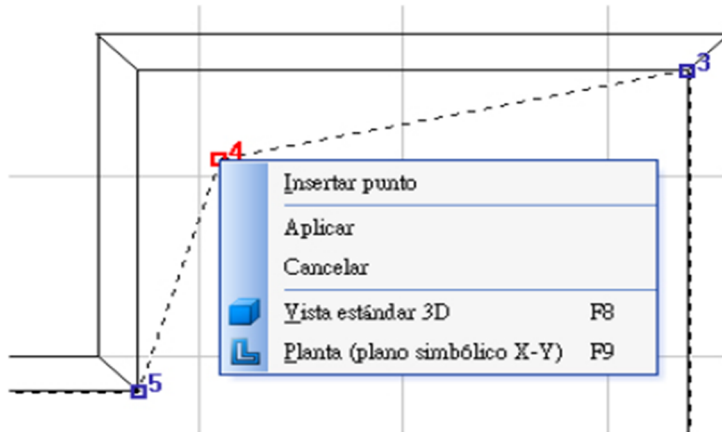 3
4
Insertar punto
Aplicar
Cancelar
Vista estándar 3D F8
Planta (plano simbólico X-Y) F9
5